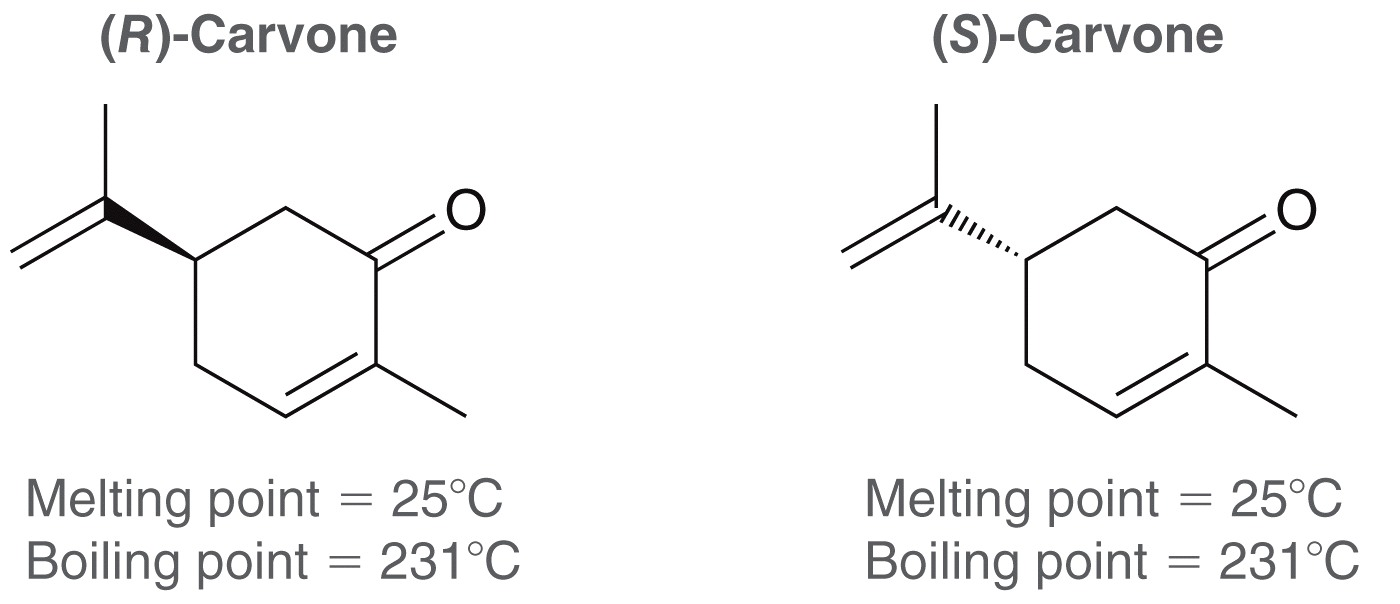 (R)-Carvone
O
Melting point = 25°C
Boiling point = 231°C
(S)-Carvone
O
Melting point = 25°C
Boiling point = 231°C